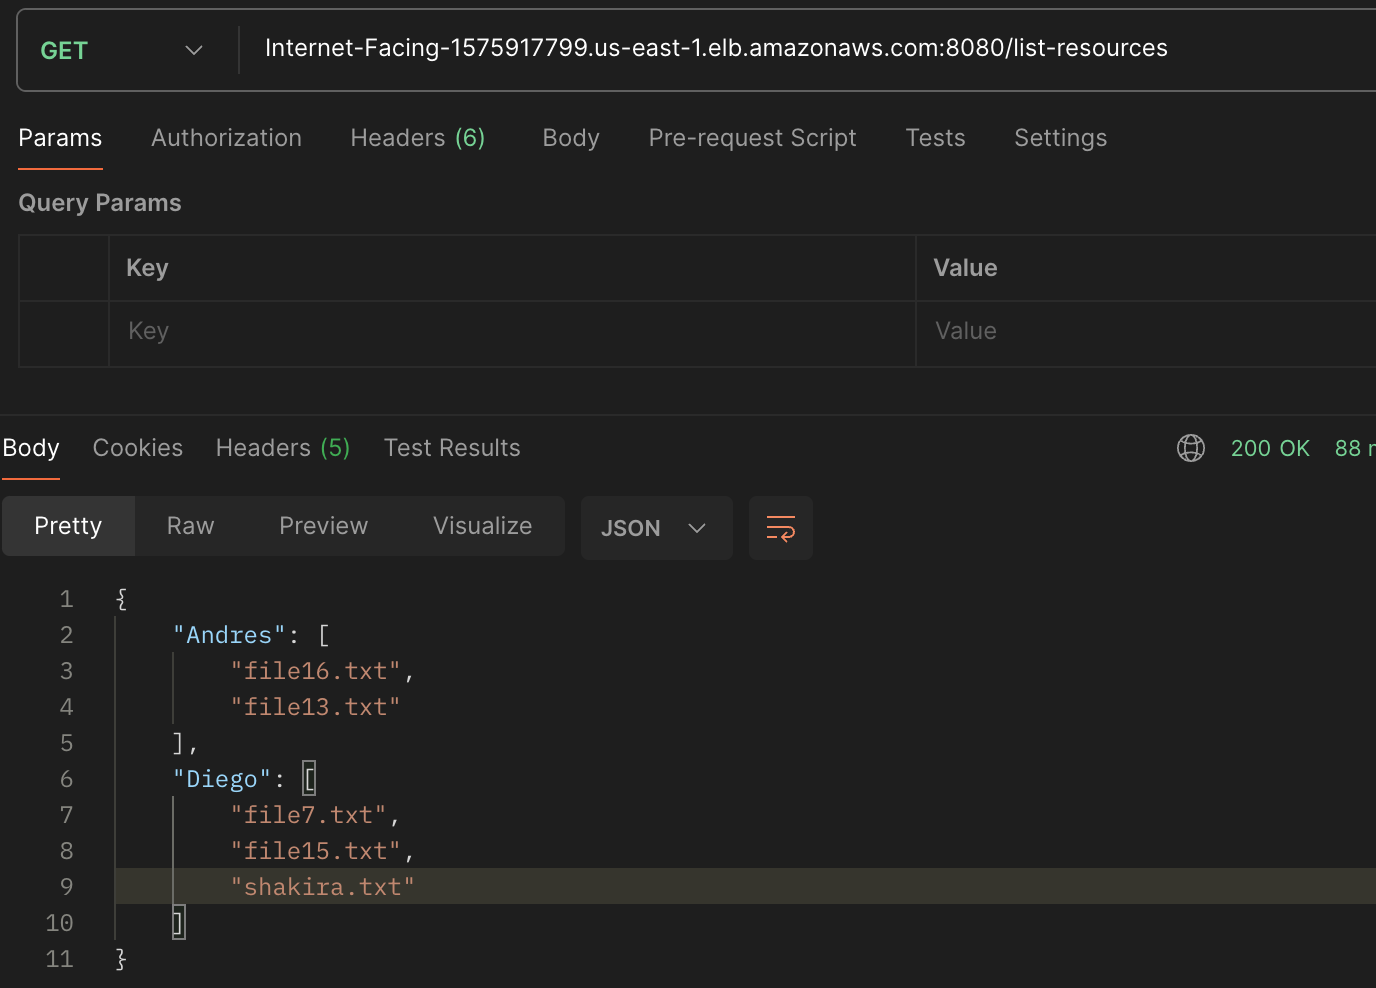 GET Internet-Facing-1575917799.us-east-1.elb.amazonaws.com:8080/list-resources
Params Authorization Headers (6) Body Pre-request Script Tests Settings
Query Params
Key Value
Key Value
Body Cookies Headers (5) Test Results 200 OK 88
Pretty Raw Preview Visualize JSON
1 {
2 "Andres": [
3 "file16.txt",
4 "file13.txt"
5 ],
6 "Diego": [
7 "file7.txt",
8 "file15.txt",
9 "shakira.txt"
10 ]
11 }